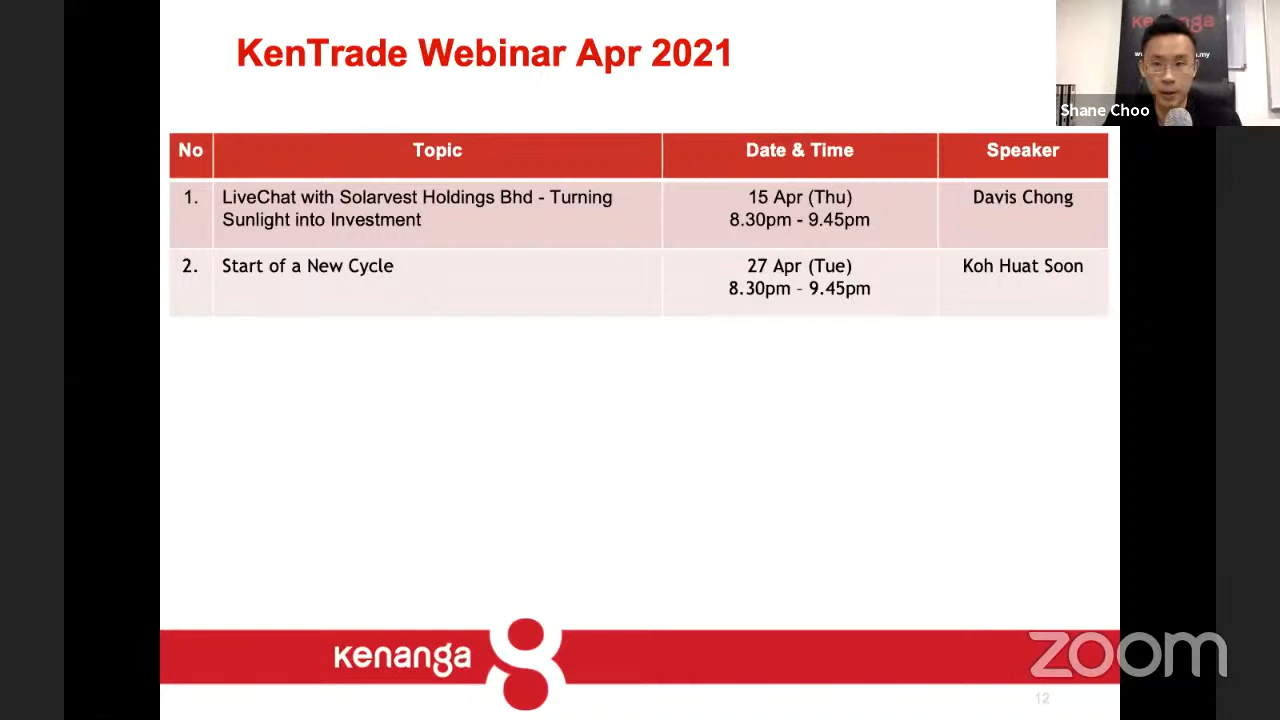 KenTrade Webinar Apr 2021
kenanga
Shane Choo
No Topic Date & Time Speaker
1. LiveChat with Solarvest Holdings Bhd - Turning 15 Apr (Thu) Davis Chong
Sunlight into Investment 8.30pm - 9.45pm
2. Start of a New Cycle 27 Apr (Tue) Koh Huat Soon
8.30pm – 9.45pm
kenanga
zoom
12